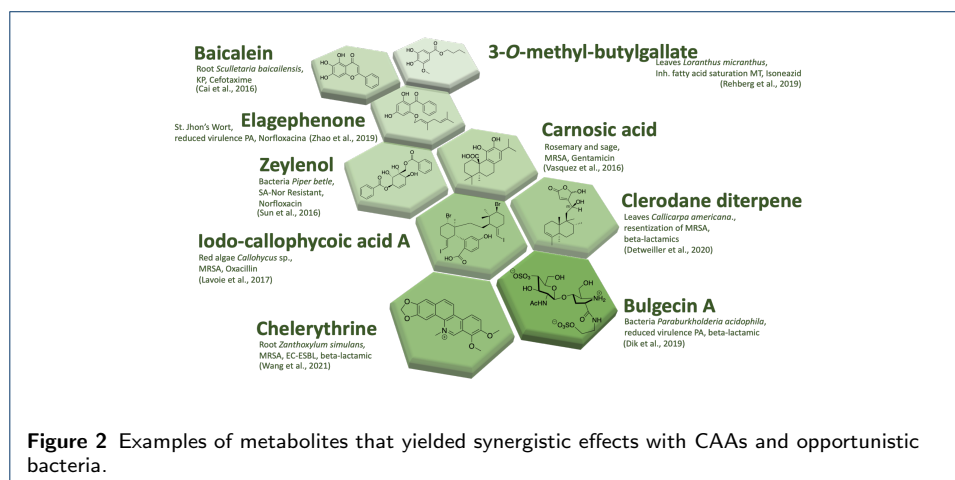 Baicalein
Root Sculletaria baicailensis,
KP, Cefotaxime
(Cai et al., 2016)
3-O-methyl-butylgallate
Leaves Loranthus micranthus,
Inh. fatty acid saturation MT, Isoneazid
(Rehberg et al., 2019)
Elagephenone
St. Jhon's Wort,
reduced virulence PA, Norfloxacina (Zhao et al., 2019)
Carnosic acid
Rosemary and sage,
MRSA, Gentamicin
(Vasquez et al., 2016)
Zeylenol
Bacteria Piper betle,
SA-Nor Resistant,
Norfloxacin
(Sun et al., 2016)
Clerodane diterpene
Leaves Callicarpa americana.,
resentization of MRSA,
beta-lactamics
(Detweiller et al., 2020)
Iodo-callophycoic acid A
Red algae Callohycus sp.,
MRSA, Oxacillin
(Lavoie et al., 2017)
Bulgecin A
Bacteria Paraburkholderia acidophila,
reduced virulence PA, beta-lactamic
(Dik et al., 2019)
Chelerythrine
Root Zanthoxylum simulans,
MRSA, EC-ESBL, beta-lactamic
(Wang et al., 2021)
Figure 2 Examples of metabolites that yielded synergistic effects with CAAs and opportunistic
bacteria.